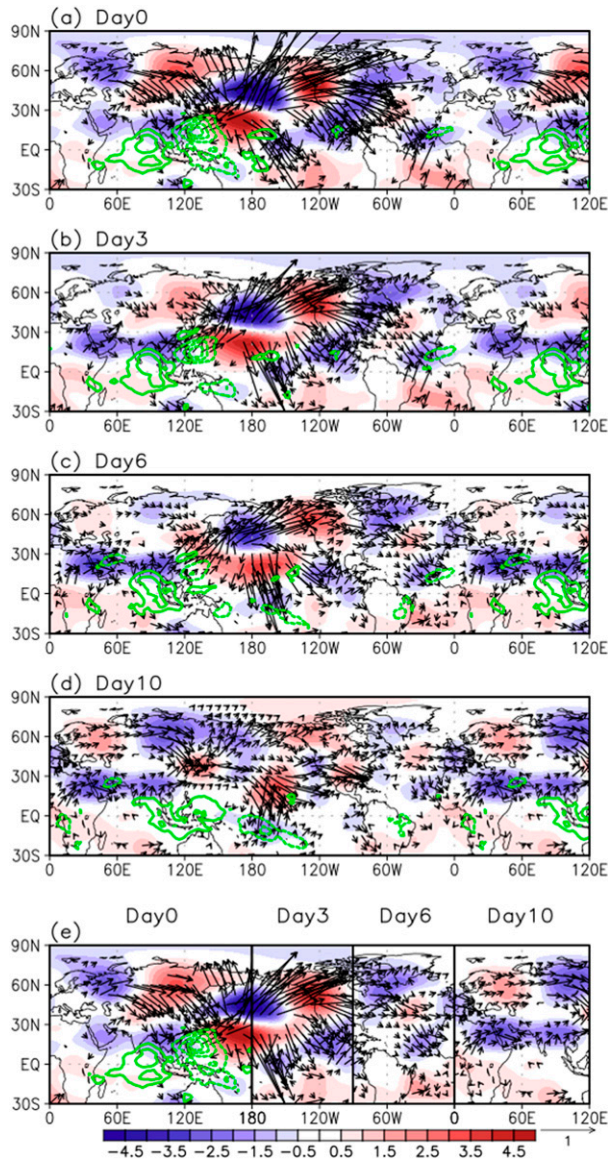 (a) Day0
90N
60N
30N
EQ
30S
0 60E 120E 180 120W 60W 0 60E 120E
(b) Day3
90N
60N
30N
EQ
30S
0 60E 120E 180 120W 60W 0 60E 120E
(c) Day6
90N
60N
30N
EQ
30S
0 60E 120E 180 120W 60W 0 60E 120E
(d) Day10
90N
60N
30N
EQ
30S
0 60E 120E 180 120W 60W 0 60E 120E
Day0 Day3 Day6 Day10
(e)
90N
60N
30N
EQ
30S
0 60E 120E 180 120W 60W 0 60E 120E
-4.5 -3.5 -2.5 -1.5 -0.5 0.5 1.5 2.5 3.5 4.5 1